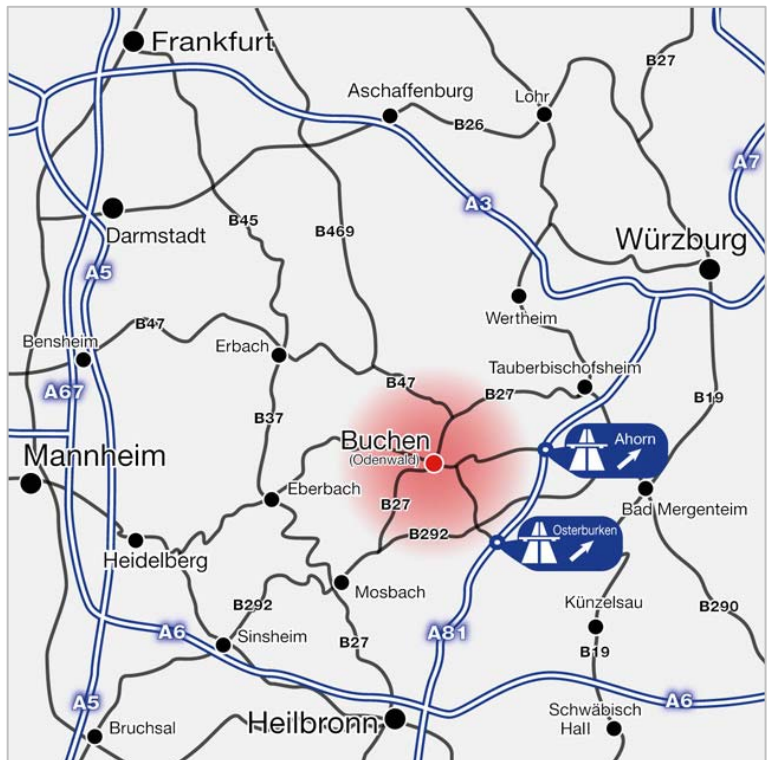 Frankfurt
B27
Aschaffenburg
Lohr
B26
A7
A3
B45
B469
Darmstadt
Würzburg
A5
Wertheim
B47
Bensheim
Erbach
Tauberbischofsheim
A67
B47
B27
B19
B37
Buchen
(Odenwald)
Ahorn
Mannheim
Eberbach
B27
Bad Mergenteim
Osterburken
B292
Heidelberg
Mosbach
Künzelsau
B292
B290
A6
Sinsheim
A81
B27
B19
A5
A6
Heilbronn
Schwäbisch
Hall
Bruchsal